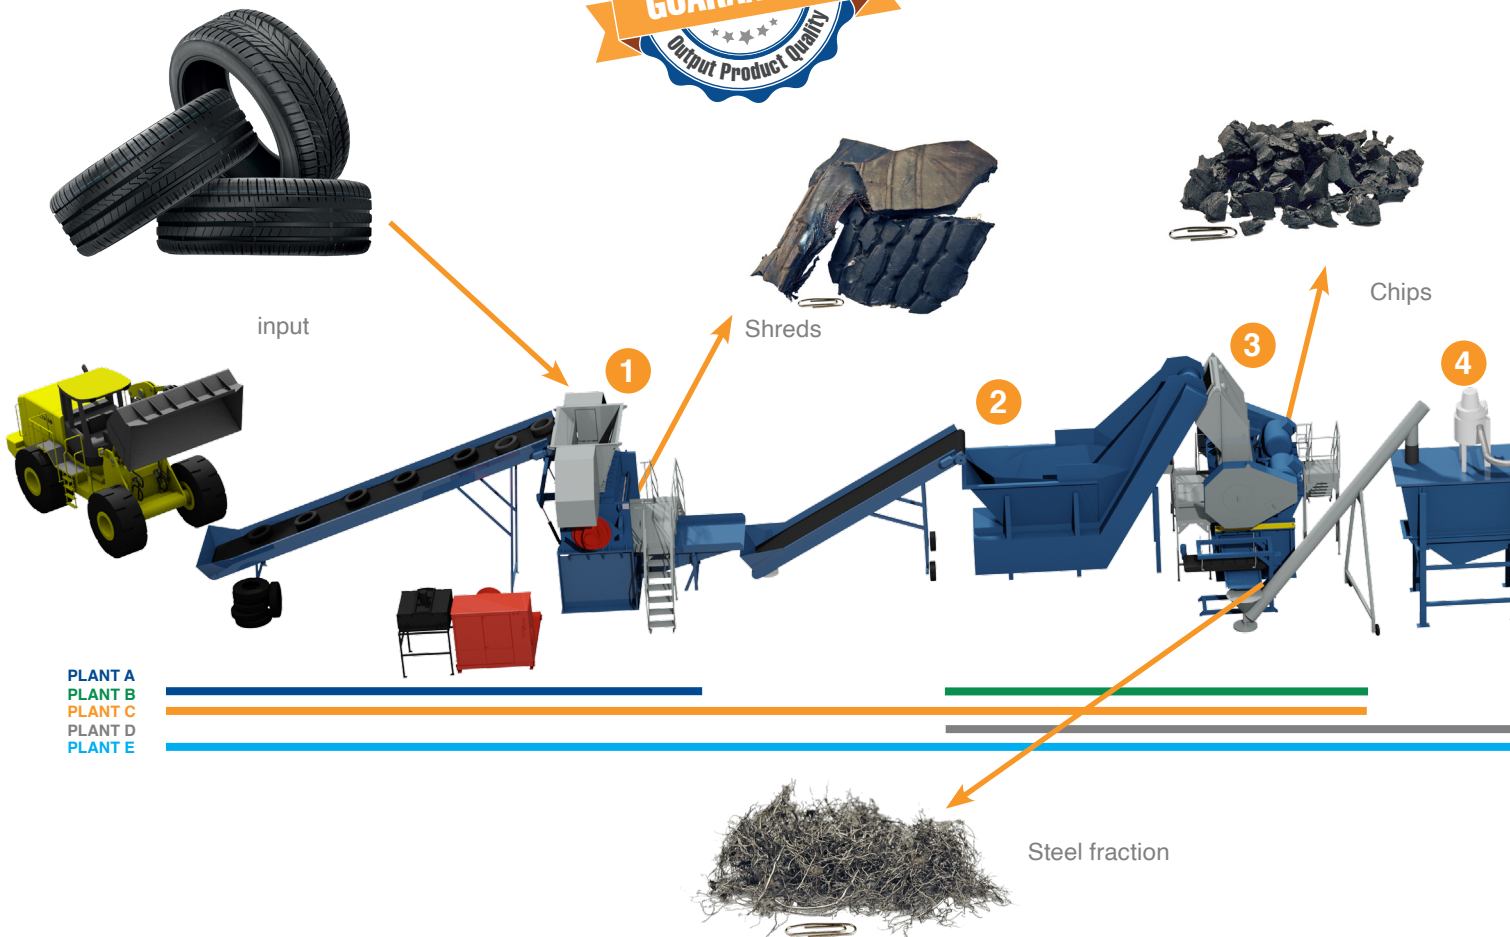 Output Product Quality
input
Shreds
Chips
1
2
3
4
PLANT A
PLANT B
PLANT C
PLANT D
PLANT E
Steel fraction